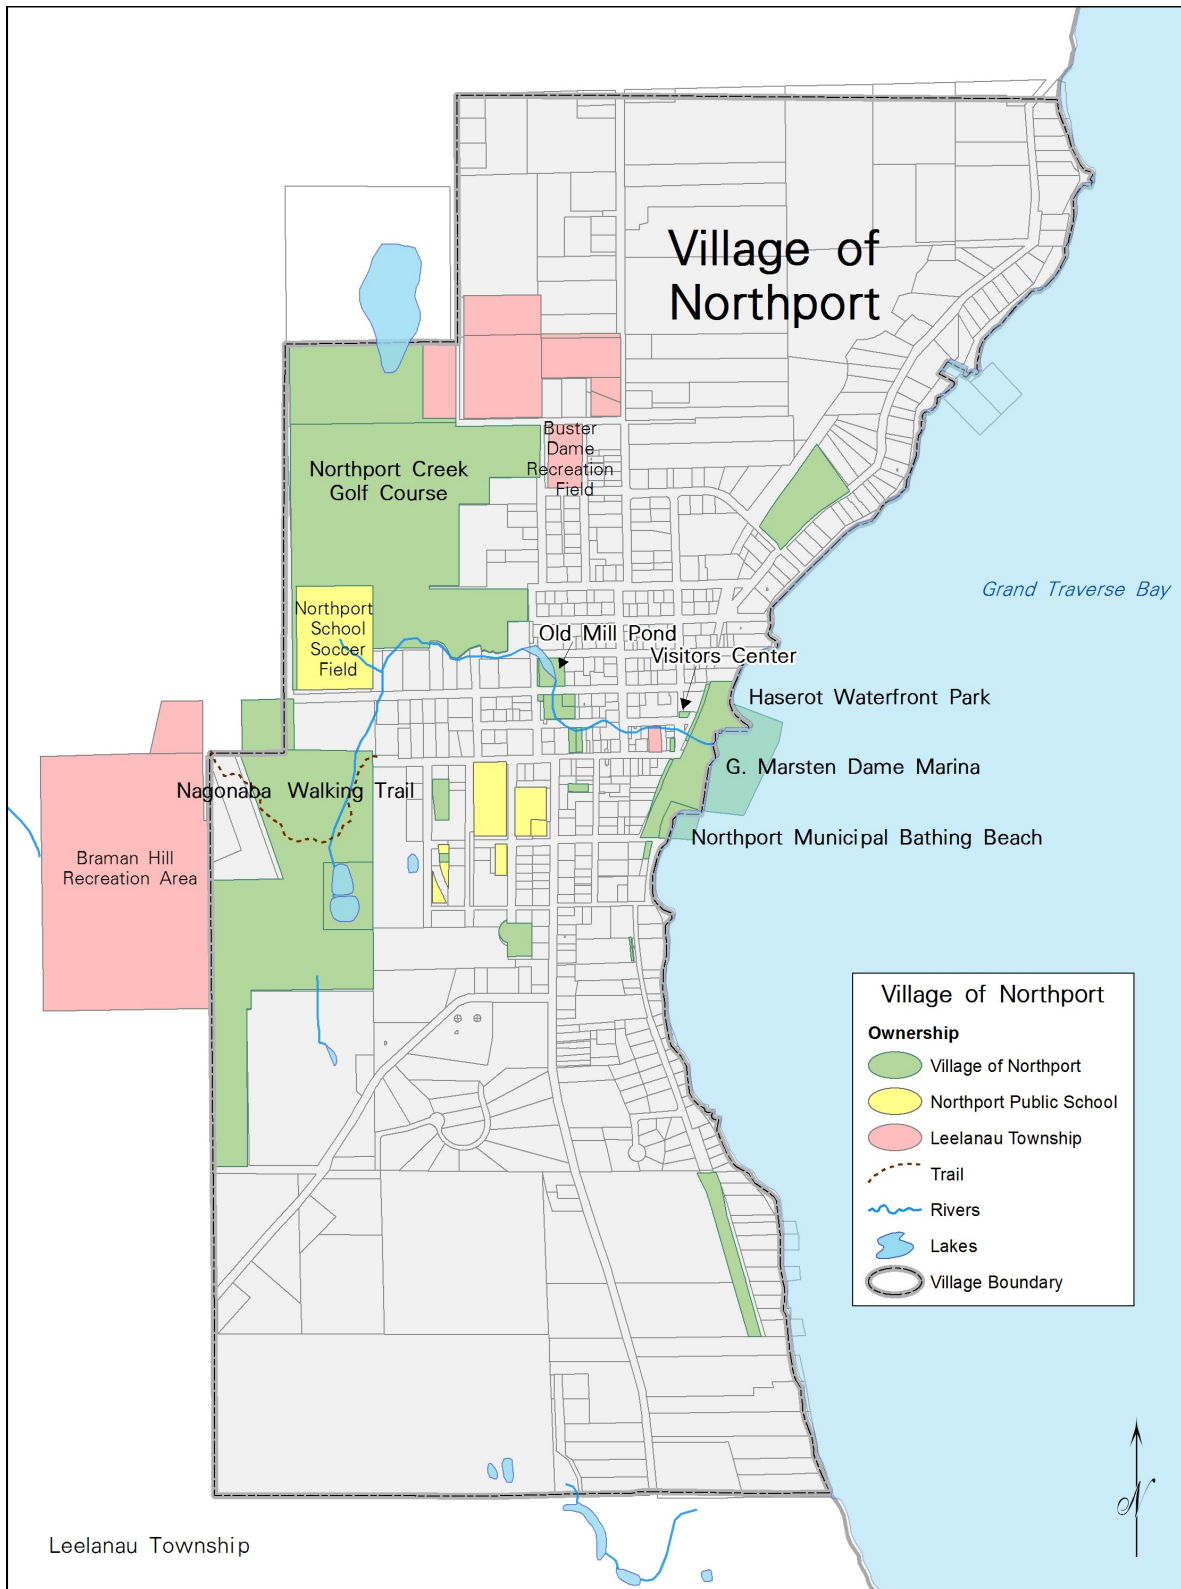 Village of
Northport
Buster
Dame
Recreation
Field
Northport Creek
Golf Course
Grand Traverse Bay
Northport
School
Soccer
Field
Old Mill Pond
Visitors Center
Haserot Waterfront Park
G. Marsten Dame Marina
Nagonaba Walking Trail
Northport Municipal Bathing Beach
Braman Hill
Recreation Area
Village of Northport
Ownership
Village of Northport
Northport Public School
Leelanau Township
Trail
Rivers
Lakes
Village Boundary
N
Leelanau Township